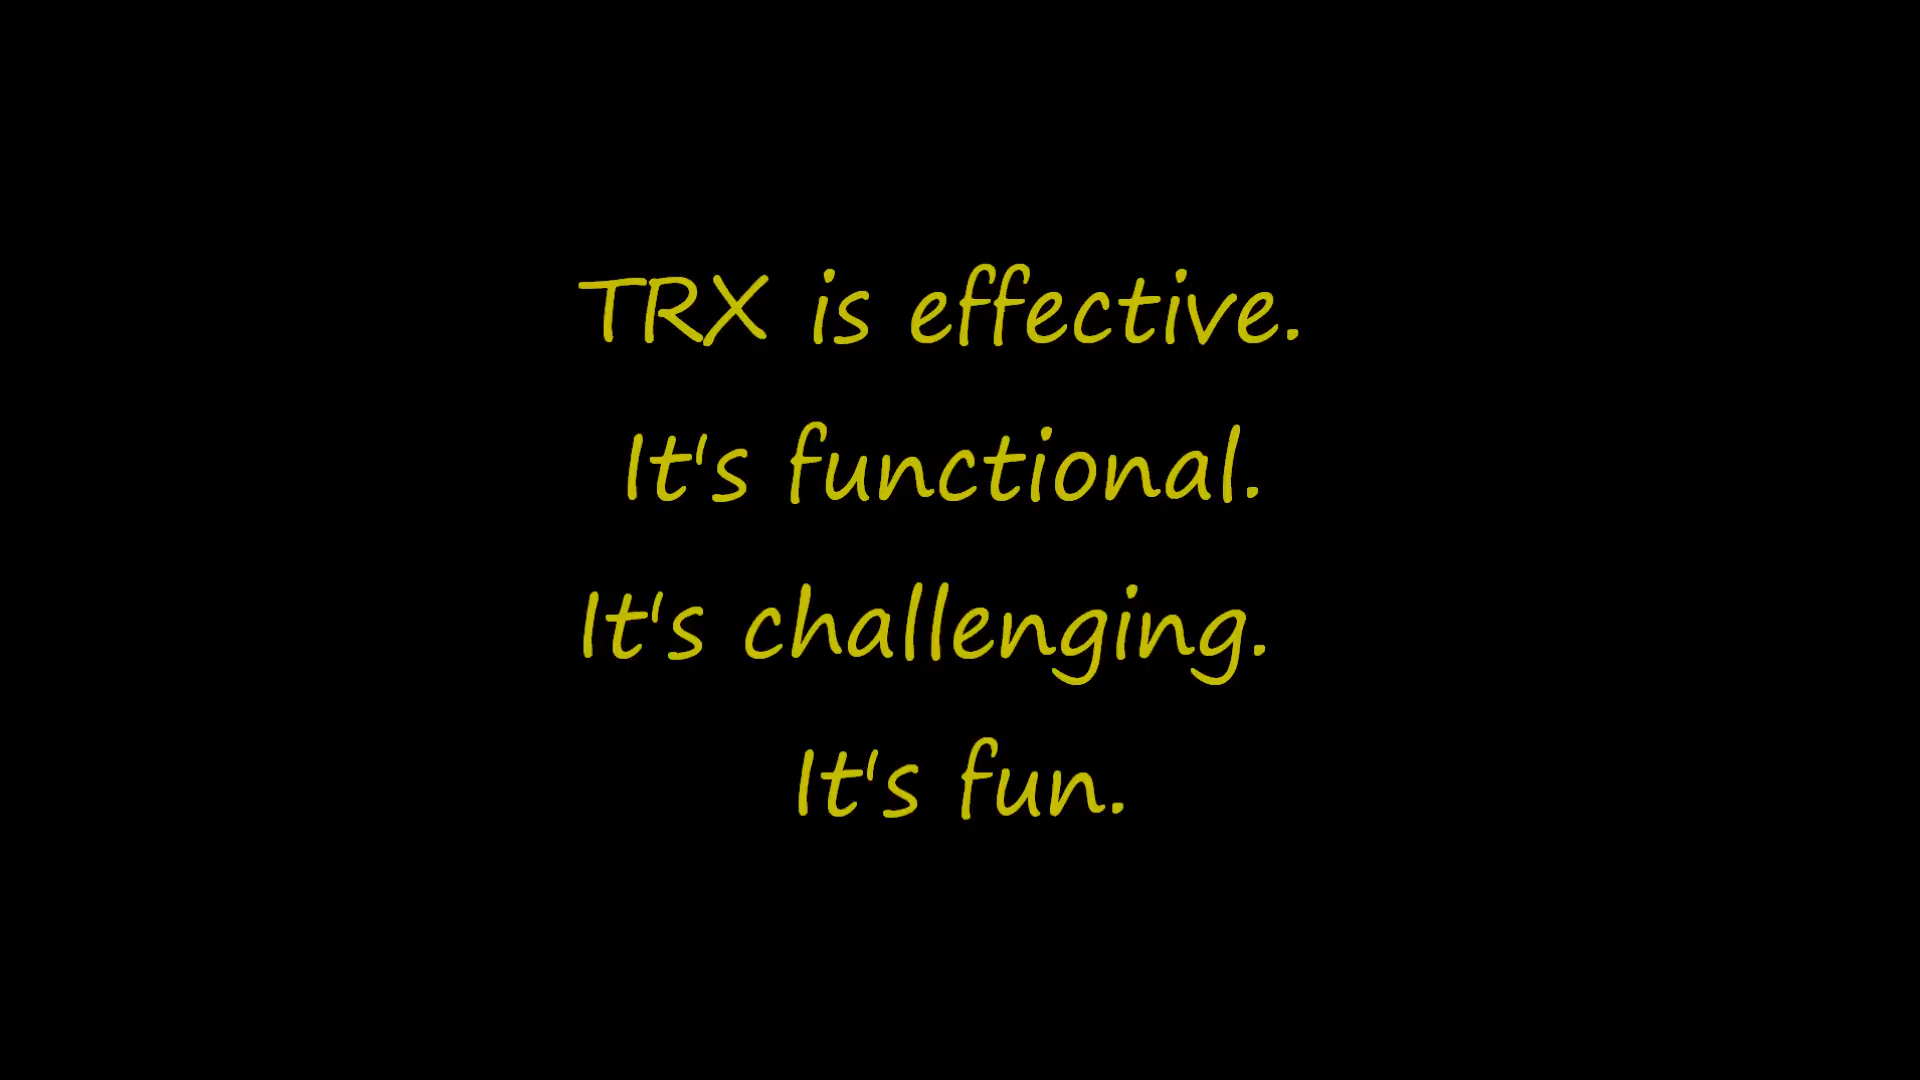 TRX is effective.
It's functional.
It's challenging.
It's fun.